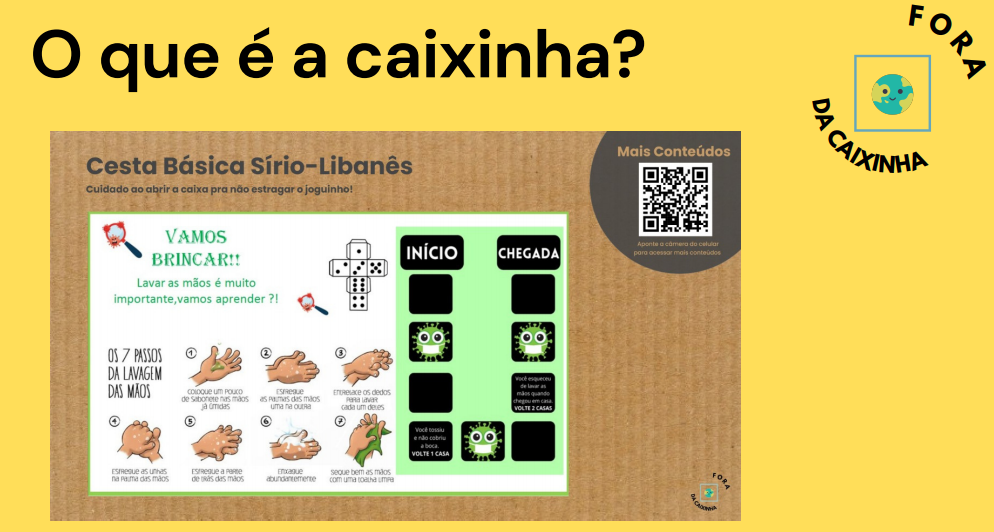 O que é a caixinha?
FORA
DA CAIXINHA
Cesta Básica Sírio-Libanês
Cuidado ao abrir a caixa pra não estragar o joguinho!
Mais Conteúdos
Aponte a câmera do celular
para acessar mais conteúdos
VAMOS
BRINCAR!!
Lavar as mãos é muito
importante,vamos aprender ?!
INÍCIO
CHEGADA
OS 7 PASSOS
DA LAVAGEM
DAS MÃOS
1
COLOQUE UM POUCO
DE SABONETE NAS MÃOS
JÁ ÚMIDAS
2
ESFREGUE
AS PALMAS DAS MÃOS
UMA NA OUTRA
3
ENTRELACE OS DEDOS
PARA LAVAR
CADA UM DELES
4
ESFREGUE AS UNHAS
NA PALMA DAS MÃOS
5
ESFREGUE A PARTE
DE TRÁS DAS MÃOS
6
ENXAGUE
ABUNDANTEMENTE
7
SEQUE BEM AS MÃOS
COM UMA TOALHA LIMPA
Você esqueceu
de lavar as
mãos quando
chegou em casa.
VOLTE 2 CASAS
Você tossiu
e não cobriu
a boca.
VOLTE 1 CASA
FORA
DA CAIXINHA